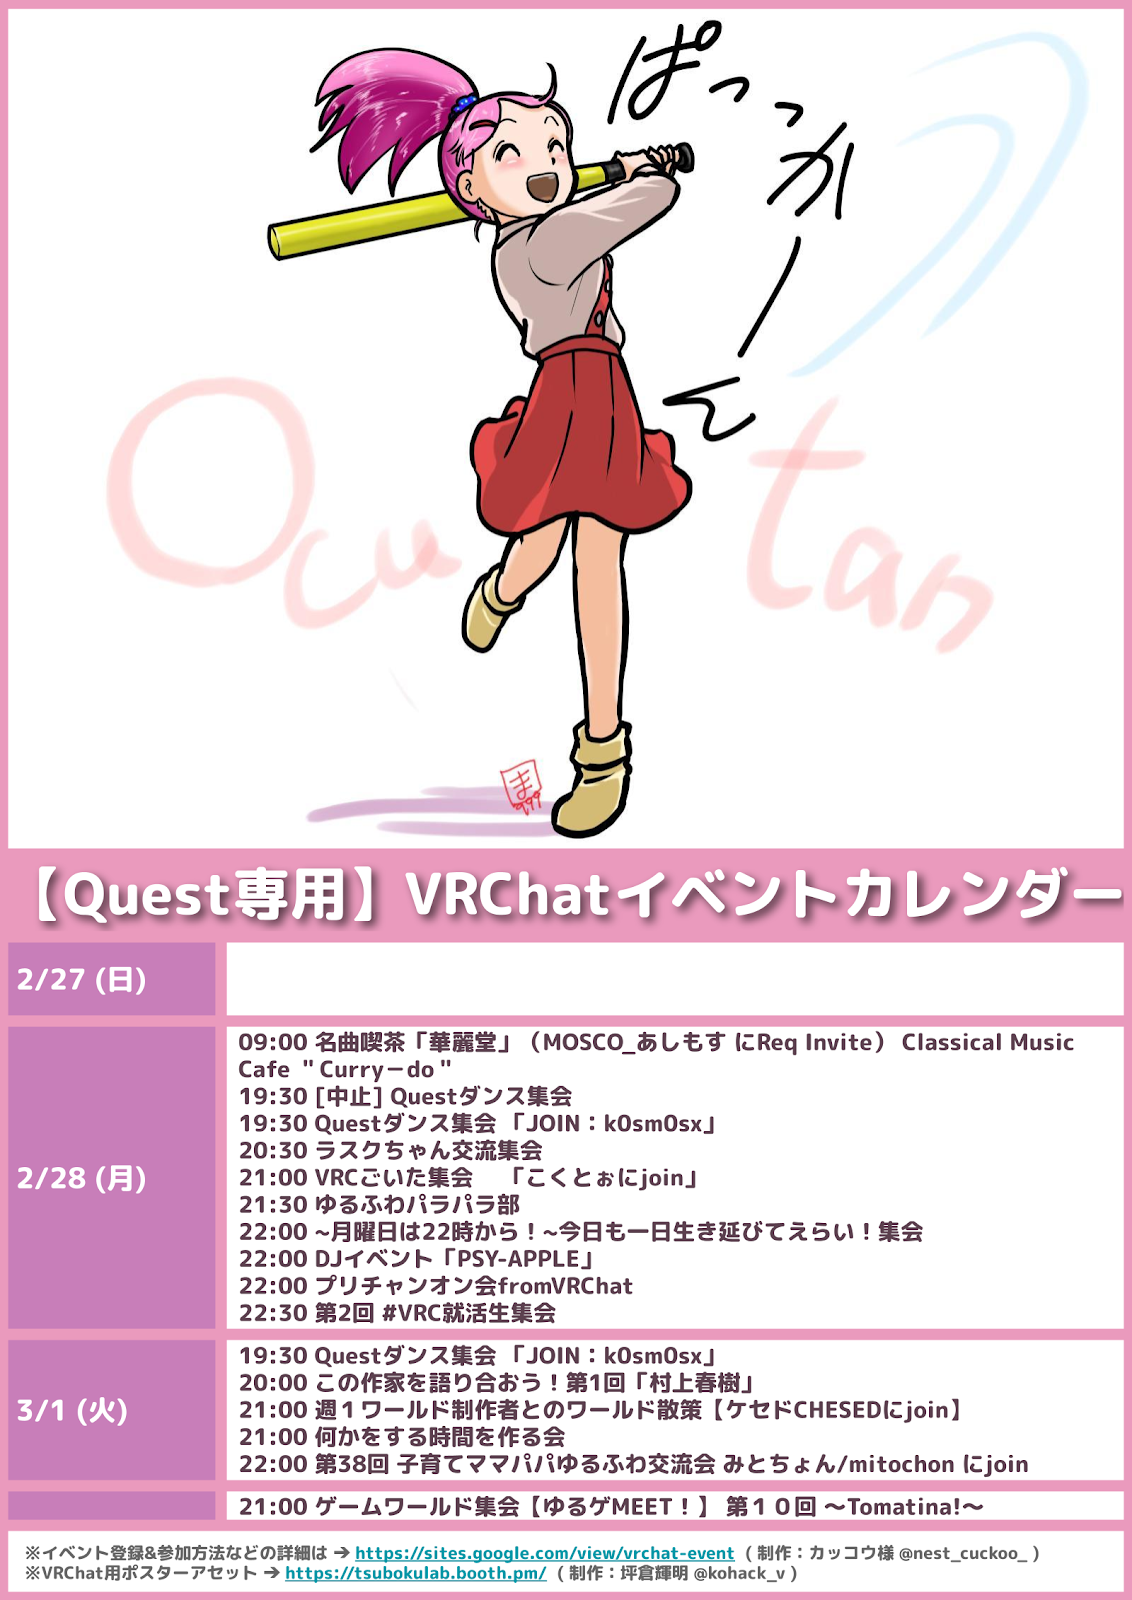 ぱっっかーん
Ocutan
ま
999
【Quest専用】VRChatイベントカレンダー
2/27 (日)
2/28 (月)
09:00 名曲喫茶「華麗堂」（MOSCO_あしもす にReq Invite） Classical Music
Cafe ＂Curry－do＂
19:30 [中止] Questダンス集会
19:30 Questダンス集会 「JOIN：k0sm0sx」
20:30 ラスクちゃん交流集会
21:00 VRCごいた集会　「こくとぉにjoin」
21:30 ゆるふわパラパラ部
22:00 ~月曜日は22時から！~今日も一日生き延びてえらい！集会
22:00 DJイベント「PSY-APPLE」
22:00 プリチャンオン会fromVRChat
22:30 第2回 #VRC就活生集会
3/1 (火)
19:30 Questダンス集会 「JOIN：k0sm0sx」
20:00 この作家を語り合おう！第1回「村上春樹」
21:00 週１ワールド制作者とのワールド散策【ケセドCHESEDにjoin】
21:00 何かをする時間を作る会
22:00 第38回 子育てママパパゆるふわ交流会 みとちょん/mitochon にjoin
21:00 ゲームワールド集会【ゆるゲMEET！】 第１０回 ～Tomatina!～
※イベント登録&参加方法などの詳細は ➔ https://sites.google.com/view/vrchat-event （制作：カッコウ様 @nest_cuckoo_ ）
※VRChat用ポスターアセット ➔ https://tsubokulab.booth.pm/ （制作：坪倉輝明 @kohack_v ）